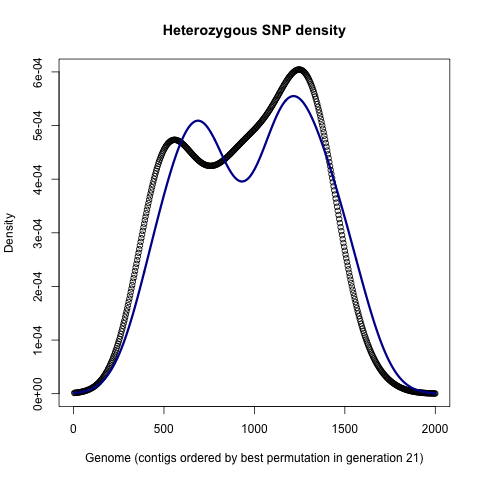 Heterozygous SNP density
Density
6e-04
5e-04
4e-04
3e-04
2e-04
1e-04
0e+00
0 500 1000 1500 2000
Genome (contigs ordered by best permutation in generation 21)